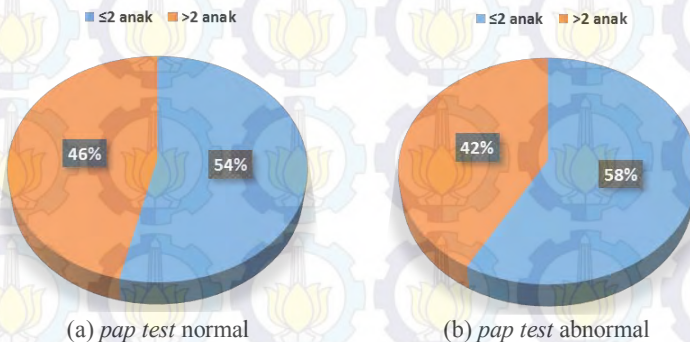 ≤2 anak >2 anak
46%
54%
(a) pap test normal
≤2 anak >2 anak
42%
58%
(b) pap test abnormal